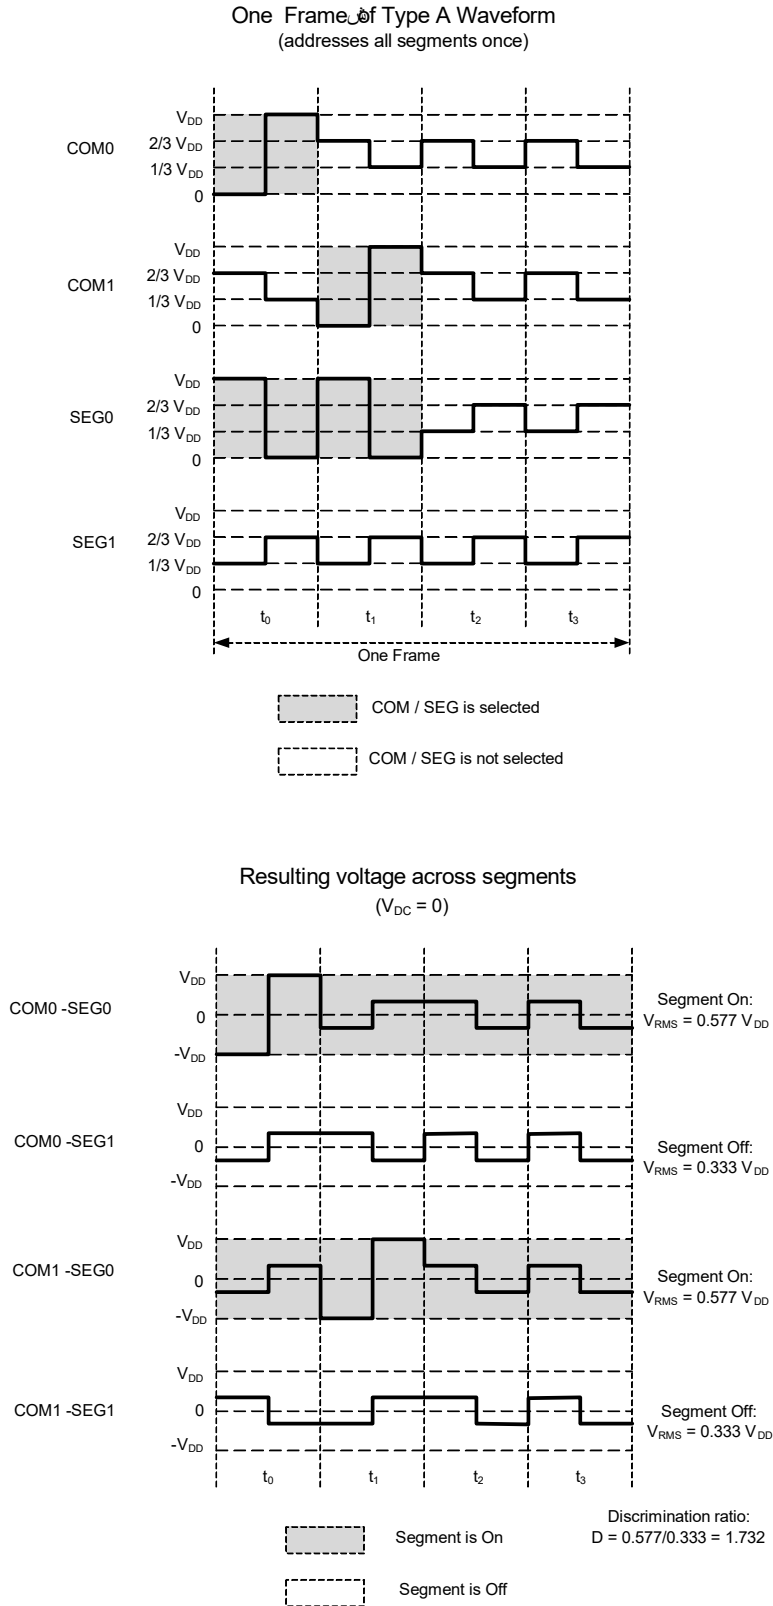 One Frame of Type A Waveform
(addresses all segments once)
COM0
VDD
2/3 VDD
1/3 VDD
0
COM1
VDD
2/3 VDD
1/3 VDD
0
SEG0
VDD
2/3 VDD
1/3 VDD
0
SEG1
VDD
2/3 VDD
1/3 VDD
0
t0 t1 t2 t3
One Frame
COM / SEG is selected
COM / SEG is not selected
Resulting voltage across segments
(VDC = 0)
COM0 -SEG0
VDD
0
-VDD
Segment On:
VRMS = 0.577 VDD
COM0 -SEG1
VDD
0
-VDD
Segment Off:
VRMS = 0.333 VDD
COM1 -SEG0
VDD
0
-VDD
Segment On:
VRMS = 0.577 VDD
COM1 -SEG1
VDD
0
-VDD
Segment Off:
VRMS = 0.333 VDD
t0 t1 t2 t3
Segment is On
Segment is Off
Discrimination ratio:
D = 0.577/0.333 = 1.732